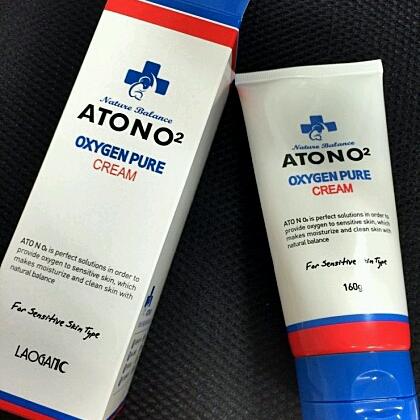 Nature Balance
ATONO²
OXYGEN PURE
CREAM
ATO N O₂ is perfect solutions in order to
provide oxygen to sensitive skin, which
makes moisturize and clean skin with
natural balance
For Sensitive Skin Type
LAOGANIC
Nature Balance
ATONO²
OXYGEN PURE
CREAM
ATO N O₂ is perfect solutions in order to
provide oxygen to sensitive skin, which
makes moisturize and clean skin with
natural balance
For Sensitive Skin Type
160g